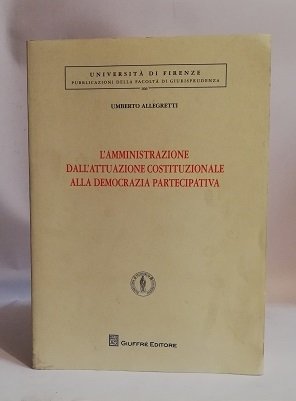 UNIVERSITÀ DI FIRENZE
PUBBLICAZIONI DELLA FACOLTÀ DI GIURISPRUDENZA
UMBERTO ALLEGRETTI
L'AMMINISTRAZIONE
DALL'ATTUAZIONE COSTITUZIONALE
ALLA DEMOCRAZIA PARTECIPATIVA
GIUFFRÈ EDITORE